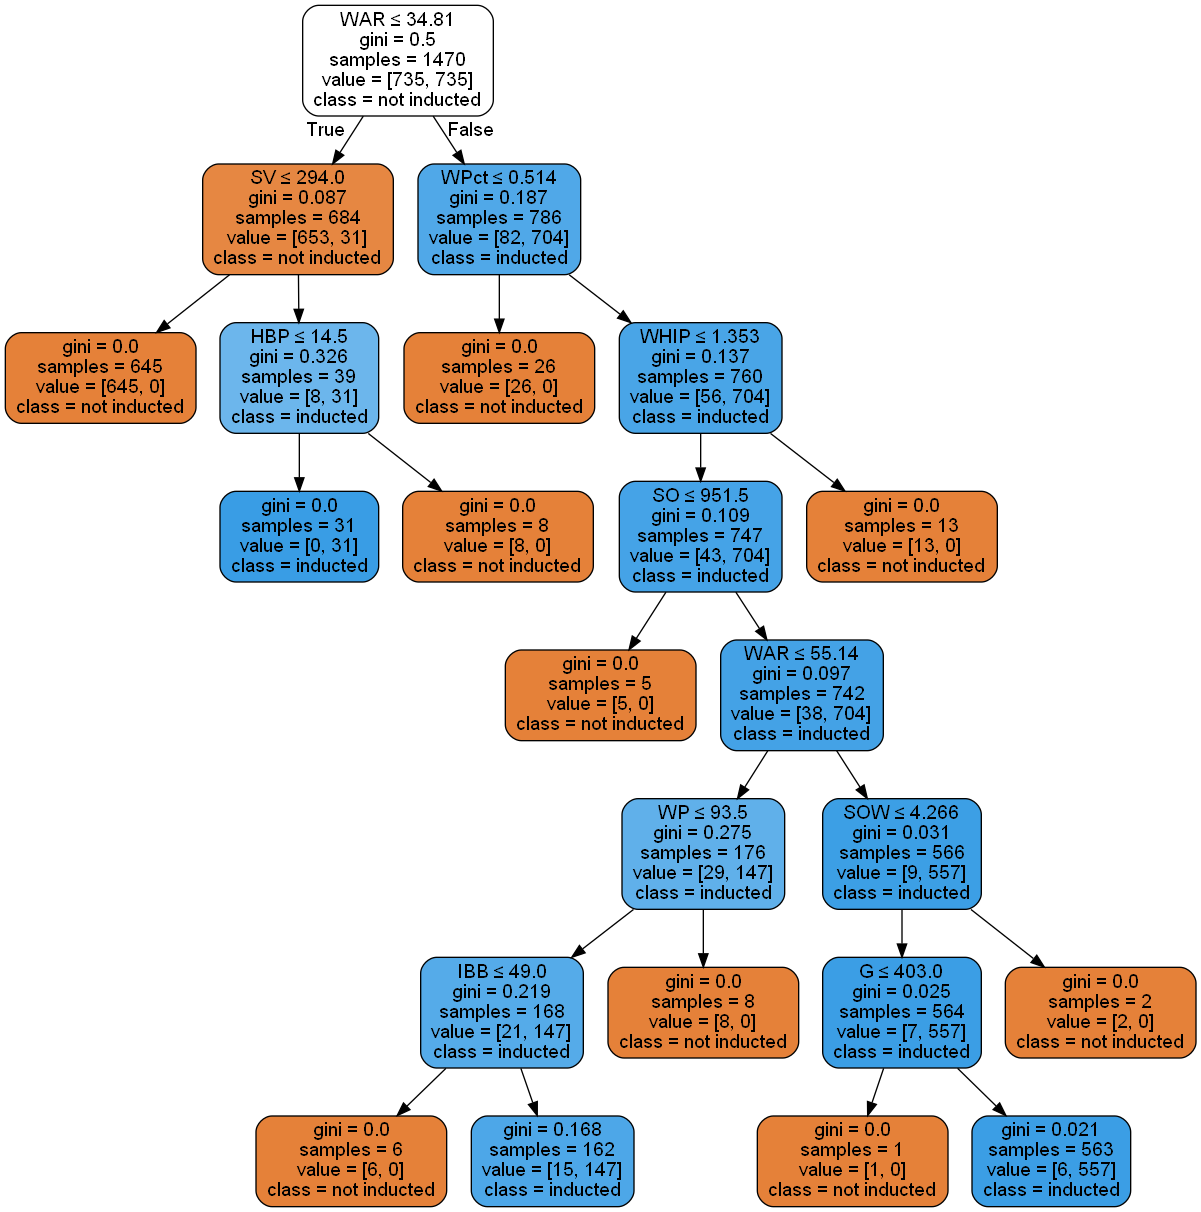 WAR ≤ 34.81
gini = 0.5
samples = 1470
value = [735, 735]
class = not inducted
True
False
SV ≤ 294.0
gini = 0.087
samples = 684
value = [653, 31]
class = not inducted
WPct ≤ 0.514
gini = 0.187
samples = 786
value = [82, 704]
class = inducted
gini = 0.0
samples = 645
value = [645, 0]
class = not inducted
HBP ≤ 14.5
gini = 0.326
samples = 39
value = [8, 31]
class = inducted
gini = 0.0
samples = 26
value = [26, 0]
class = not inducted
WHIP ≤ 1.353
gini = 0.137
samples = 760
value = [56, 704]
class = inducted
gini = 0.0
samples = 31
value = [0, 31]
class = inducted
gini = 0.0
samples = 8
value = [8, 0]
class = not inducted
SO ≤ 951.5
gini = 0.109
samples = 747
value = [43, 704]
class = inducted
gini = 0.0
samples = 13
value = [13, 0]
class = not inducted
gini = 0.0
samples = 5
value = [5, 0]
class = not inducted
WAR ≤ 55.14
gini = 0.097
samples = 742
value = [38, 704]
class = inducted
WP ≤ 93.5
gini = 0.275
samples = 176
value = [29, 147]
class = inducted
SOW ≤ 4.266
gini = 0.031
samples = 566
value = [9, 557]
class = inducted
IBB ≤ 49.0
gini = 0.219
samples = 168
value = [21, 147]
class = inducted
gini = 0.0
samples = 8
value = [8, 0]
class = not inducted
G ≤ 403.0
gini = 0.025
samples = 564
value = [7, 557]
class = inducted
gini = 0.0
samples = 2
value = [2, 0]
class = not inducted
gini = 0.0
samples = 6
value = [6, 0]
class = not inducted
gini = 0.168
samples = 162
value = [15, 147]
class = inducted
gini = 0.0
samples = 1
value = [1, 0]
class = not inducted
gini = 0.021
samples = 563
value = [6, 557]
class = inducted